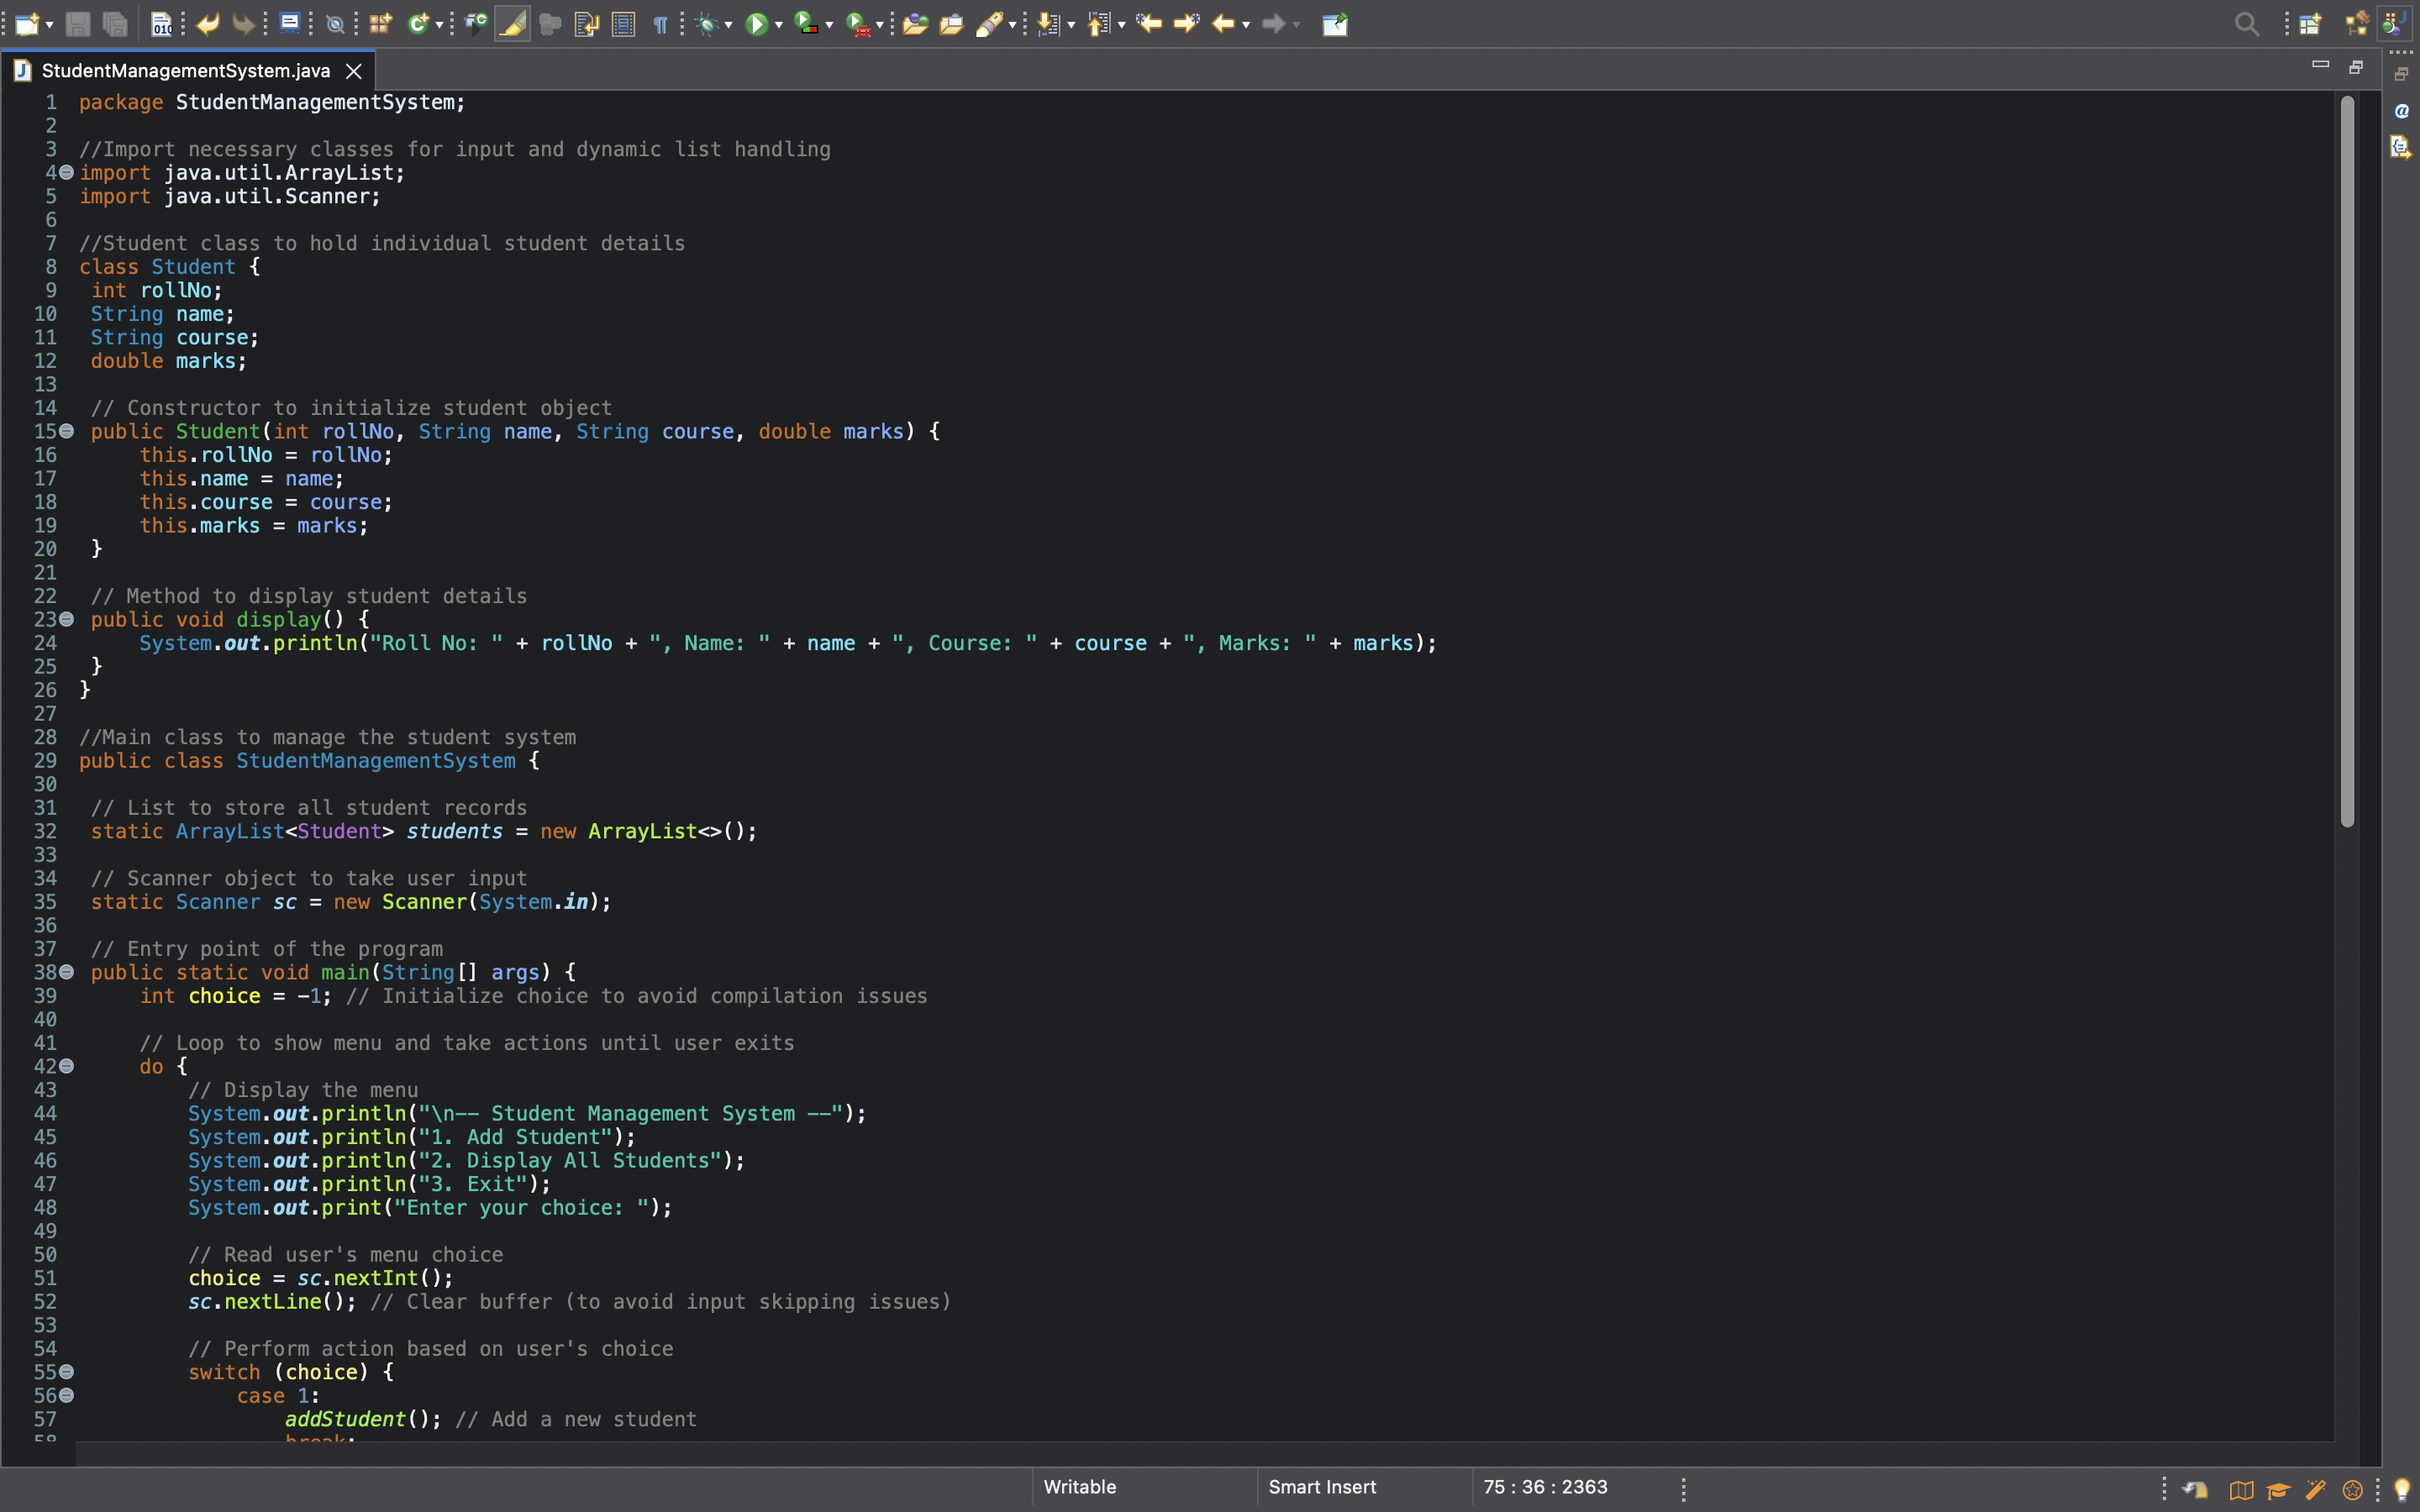 StudentManagementSystem.java
1 package StudentManagementSystem;
2
3 //Import necessary classes for input and dynamic list handling
4 import java.util.ArrayList;
5 import java.util.Scanner;
6
7 //Student class to hold individual student details
8 class Student {
9 int rollNo;
10 String name;
11 String course;
12 double marks;
13
14 // Constructor to initialize student object
15 public Student(int rollNo, String name, String course, double marks) {
16 this.rollNo = rollNo;
17 this.name = name;
18 this.course = course;
19 this.marks = marks;
20 }
21
22 // Method to display student details
23 public void display() {
24 System.out.println("Roll No: " + rollNo + ", Name: " + name + ", Course: " + course + ", Marks: " + marks);
25 }
26 }
27
28 //Main class to manage the student system
29 public class StudentManagementSystem {
30
31 // List to store all student records
32 static ArrayList<Student> students = new ArrayList<>();
33
34 // Scanner object to take user input
35 static Scanner sc = new Scanner(System.in);
36
37 // Entry point of the program
38 public static void main(String[] args) {
39 int choice = -1; // Initialize choice to avoid compilation issues
40
41 // Loop to show menu and take actions until user exits
42 do {
43 // Display the menu
44 System.out.println("\n-- Student Management System --");
45 System.out.println("1. Add Student");
46 System.out.println("2. Display All Students");
47 System.out.println("3. Exit");
48 System.out.print("Enter your choice: ");
49
50 // Read user's menu choice
51 choice = sc.nextInt();
52 sc.nextLine(); // Clear buffer (to avoid input skipping issues)
53
54 // Perform action based on user's choice
55 switch (choice) {
56 case 1:
57 addStudent(); // Add a new student
58 break;
Writable Smart Insert 75 : 36 : 2363